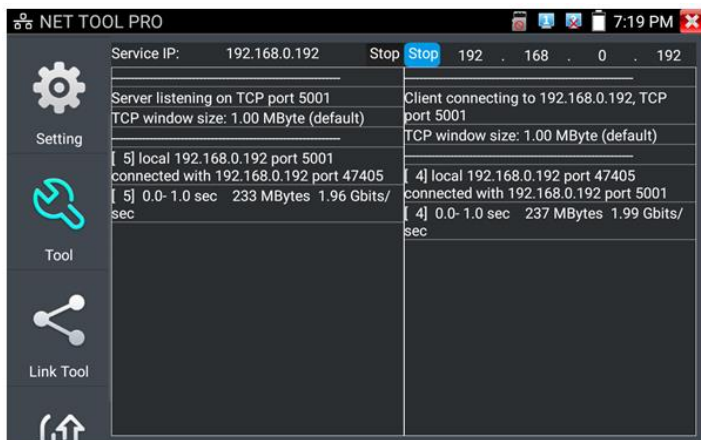 NET TOOL PRO
1
7:19 PM
Setting
Tool
Link Tool
Service IP: 192.168.0.192 Stop
Server listening on TCP port 5001
TCP window size: 1.00 MByte (default)
[ 5] local 192.168.0.192 port 5001
connected with 192.168.0.192 port 47405
[ 5] 0.0- 1.0 sec 233 MBytes 1.96 Gbits/
sec
Stop 192 . 168 . 0 . 192
Client connecting to 192.168.0.192, TCP
port 5001
TCP window size: 1.00 MByte (default)
[ 4] local 192.168.0.192 port 47405
connected with 192.168.0.192 port 5001
[ 4] 0.0- 1.0 sec 237 MBytes 1.99 Gbits/
sec